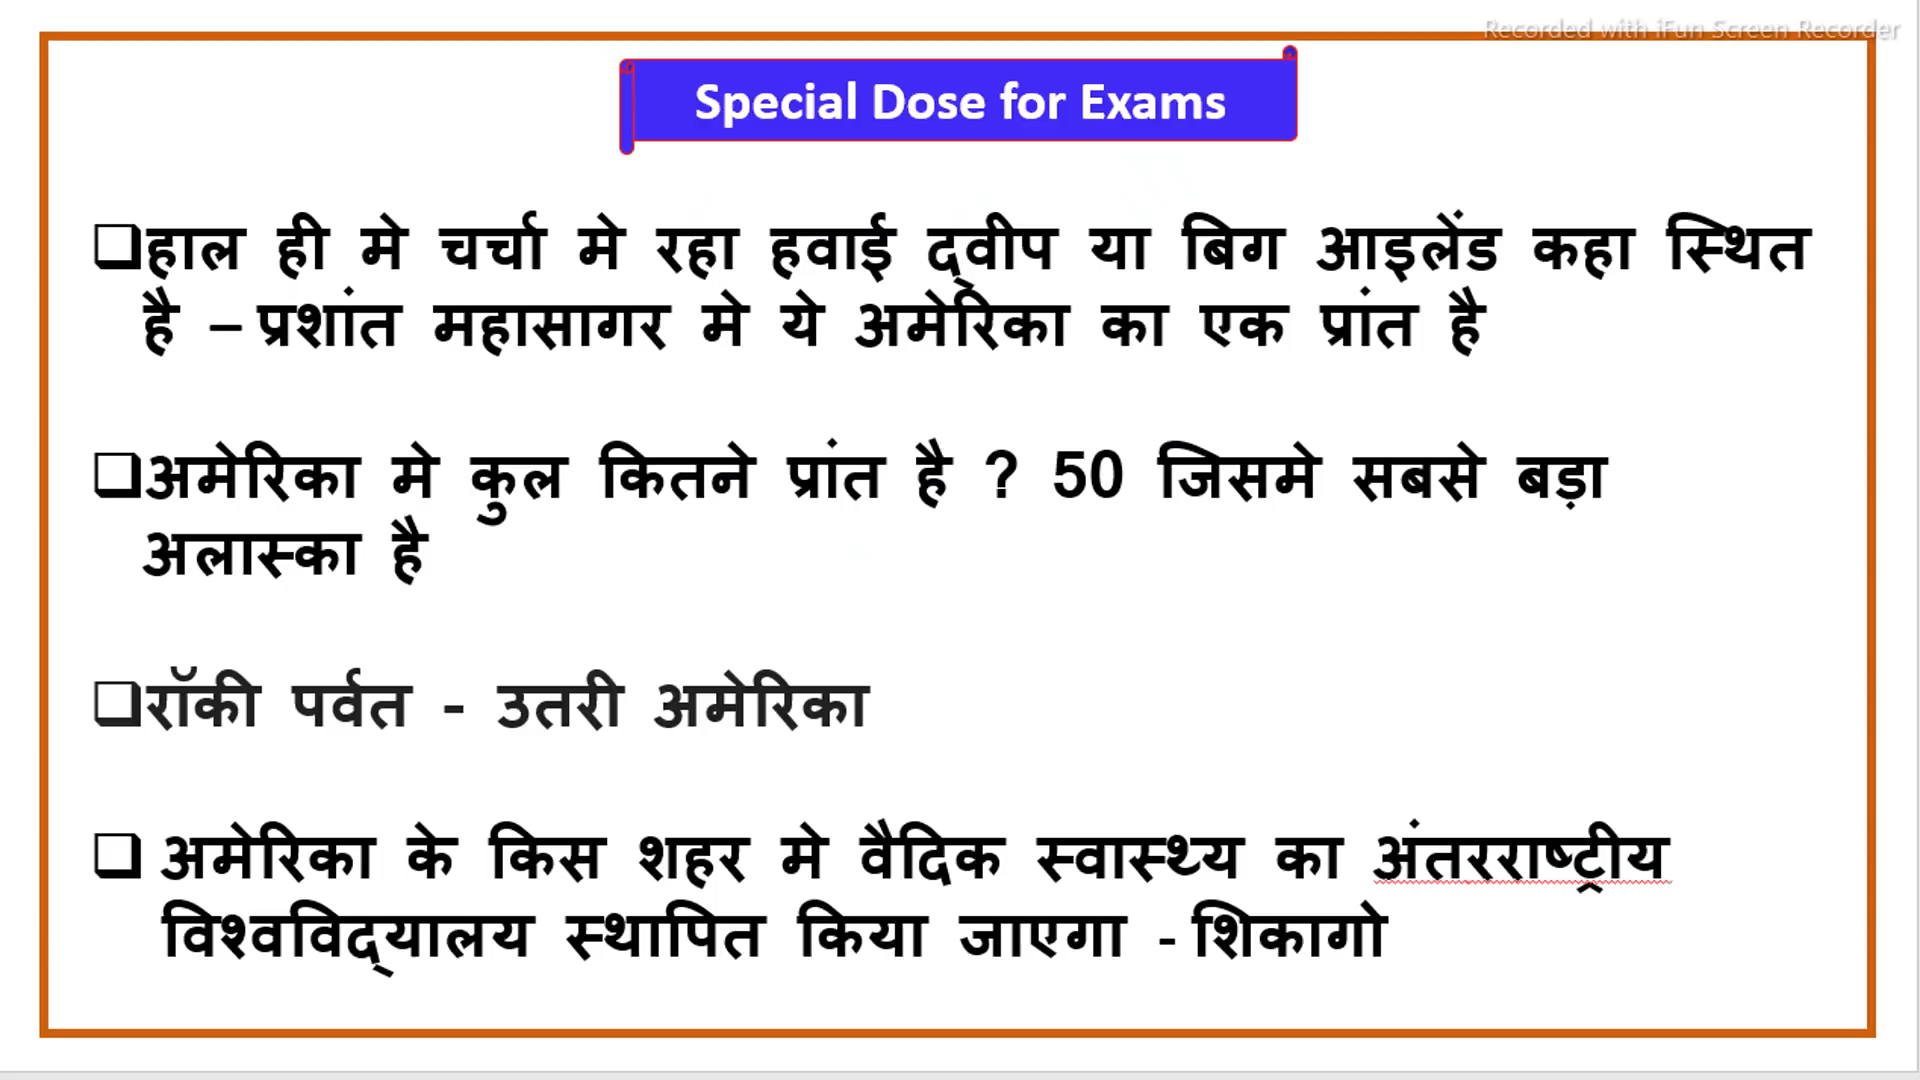 Recorded with iFun Screen Recorder
Special Dose for Exams
हाल ही मे चर्चा मे रहा हवाई द्वीप या बिग आइलेंड कहा स्थित
है – प्रशांत महासागर मे ये अमेरिका का एक प्रांत है
अमेरिका मे कुल कितने प्रांत है ? 50 जिसमे सबसे बड़ा
अलास्का है
रॉकी पर्वत - उतरी अमेरिका
अमेरिका के किस शहर मे वैदिक स्वास्थ्य का अंतरराष्ट्रीय
विश्वविद्यालय स्थापित किया जाएगा - शिकागो